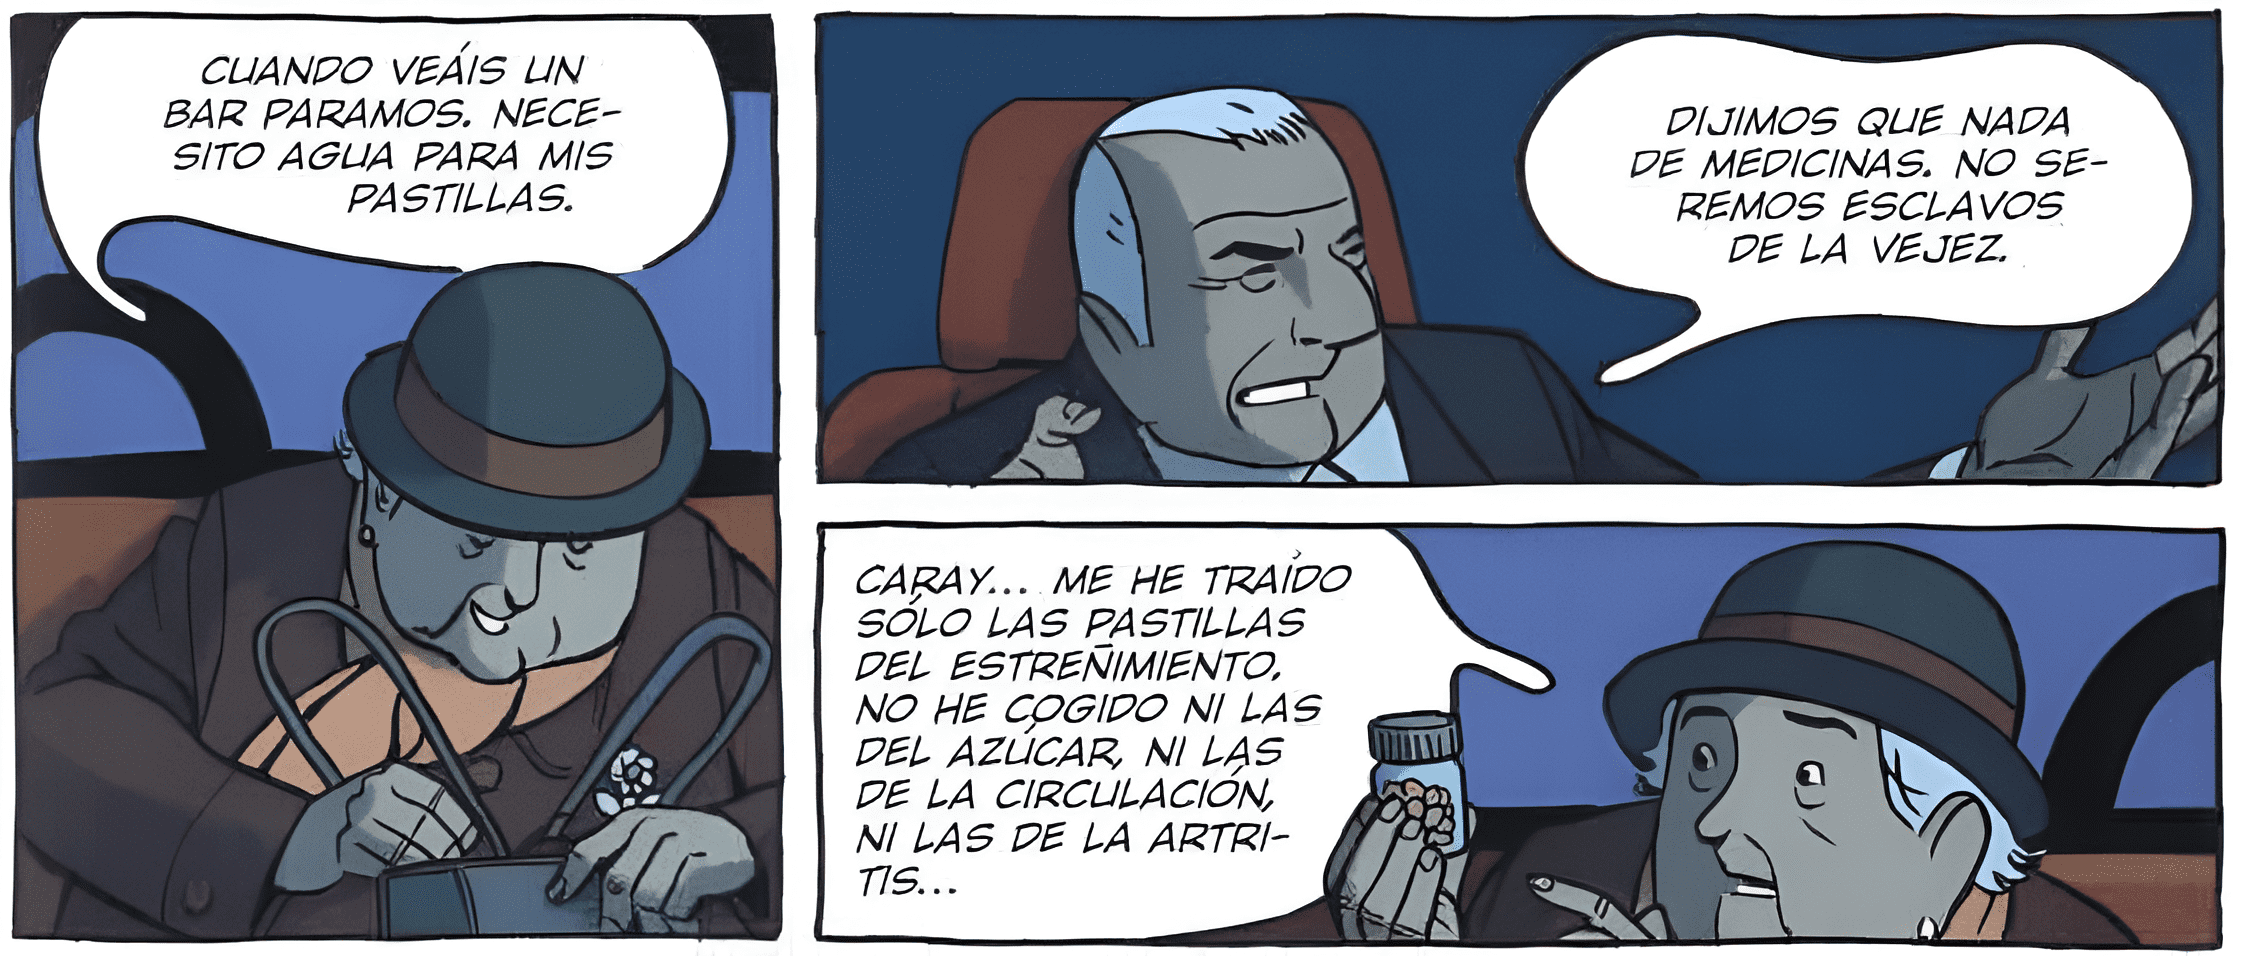 CUANDO VEÁIS UN
BAR PARAMOS. NECE-
SITO AGUA PARA MIS
PASTILLAS.
DIJIMOS QUE NADA
DE MEDICINAS. NO SE-
REMOS ESCLAVOS
DE LA VEJEZ.
CARAY... ME HE TRAÍDO
SÓLO LAS PASTILLAS
DEL ESTREÑIMIENTO.
NO HE COGIDO NI LAS
DEL AZÚCAR, NI LAS
DE LA CIRCULACIÓN,
NI LAS DE LA ARTRI-
TIS...